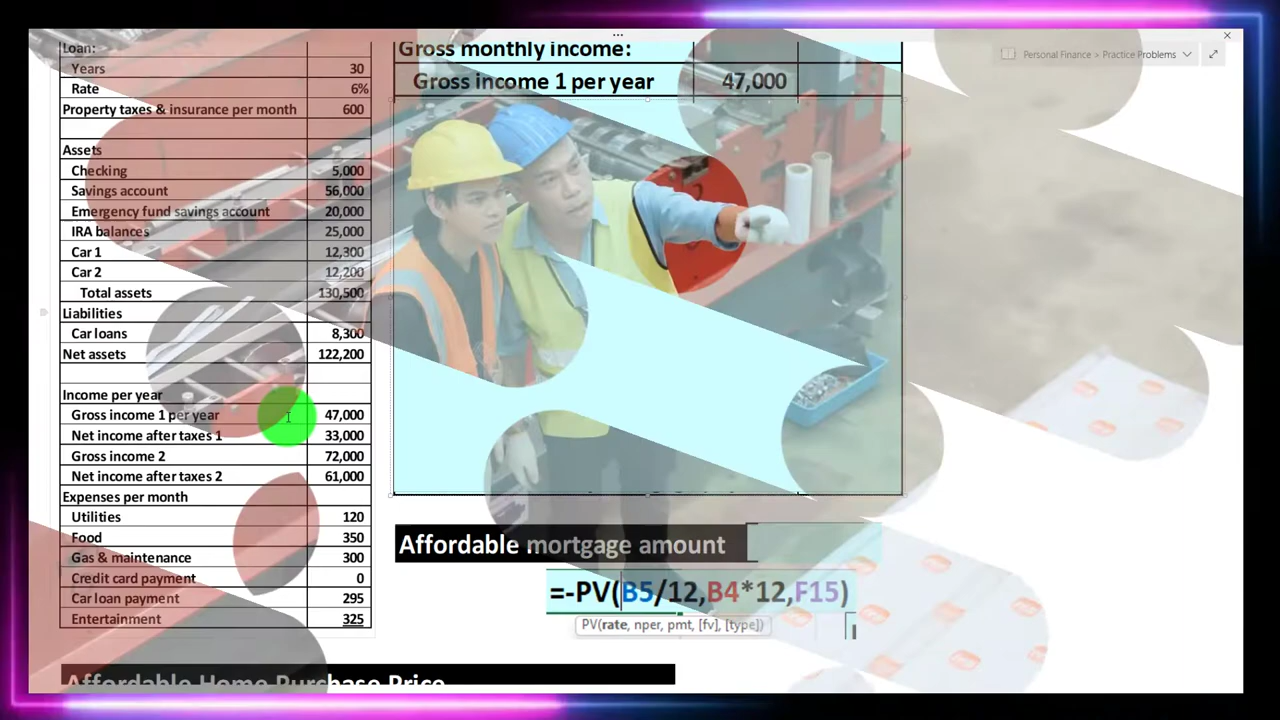 Personal Finance > Practice Problems
Loan:
Years 30
Rate 6%
Property taxes & insurance per month 600
Assets
Checking 5,000
Savings account 56,000
Emergency fund savings account 20,000
IRA balances 25,000
Car 1 12,300
Car 2 12,200
Total assets 130,500
Liabilities
Car loans 8,300
Net assets 122,200
Income per year
Gross income 1 per year 47,000
Net income after taxes 1 33,000
Gross income 2 72,000
Net income after taxes 2 61,000
Expenses per month
Utilities 120
Food 350
Gas & maintenance 300
Credit card payment 0
Car loan payment 295
Entertainment 325
Gross monthly income:
Gross income 1 per year 47,000
Affordable mortgage amount
=-PV(B5/12,B4*12,F15)
PV(rate, nper, pmt, [fv], [type])
Affordable Home Purchase Price